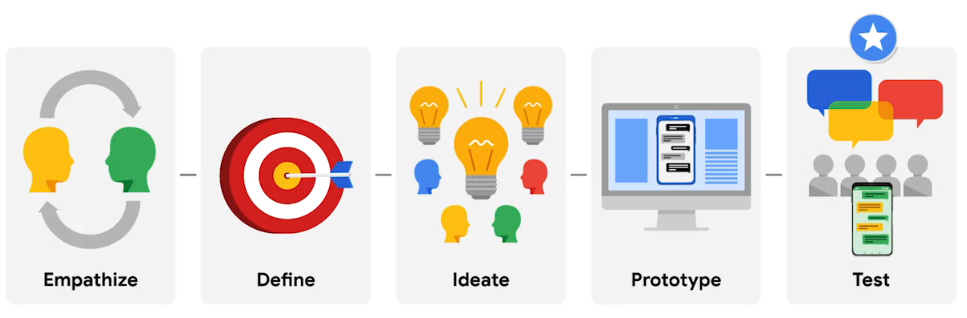 Empathize
Define
Ideate
Prototype
Test